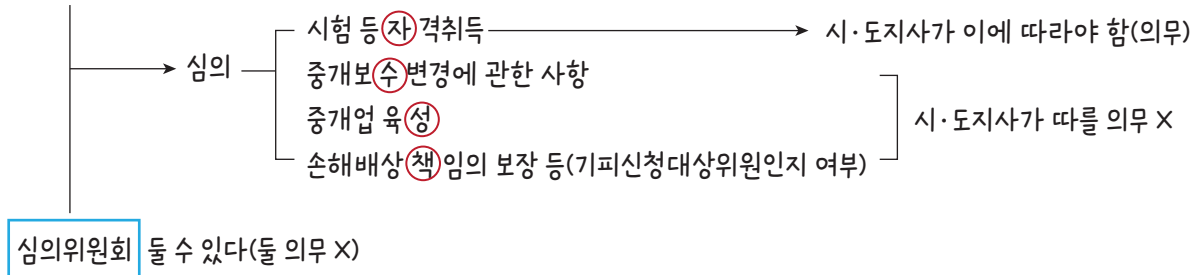 시험 등 자격취득 시·도지사가 이에 따라야 함(의무)
심의
중개보수변경에 관한 사항
중개업 육성
시·도지사가 따를 의무 X
손해배상책임의 보장 등(기피신청대상위원인지 여부)
심의위원회 둘 수 있다(둘 의무 X)